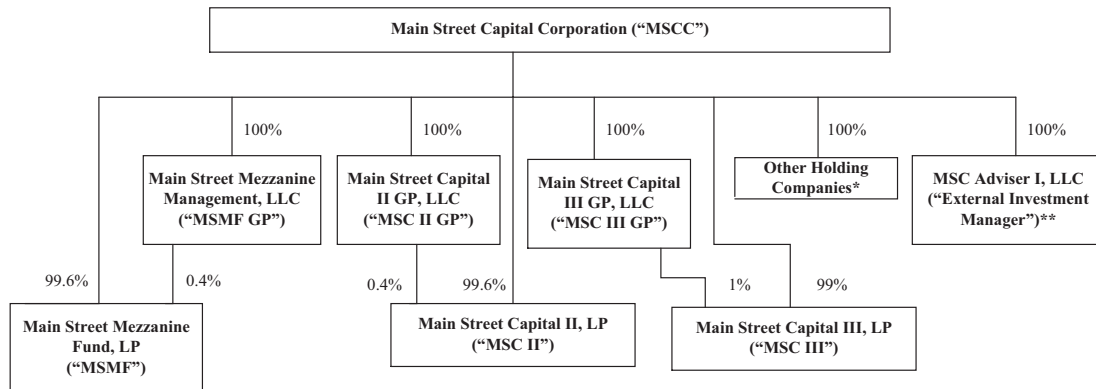 Main Street Capital Corporation (“MSCC”)
100%
100%
100%
100%
100%
Main Street Mezzanine
Management, LLC
(“MSMF GP”)
Main Street Capital
II GP, LLC
(“MSC II GP”)
Main Street Capital
III GP, LLC
(“MSC III GP”)
Other Holding
Companies*
MSC Adviser I, LLC
(“External Investment
Manager”)**
99.6%
0.4%
0.4%
99.6%
1%
99%
Main Street Mezzanine
Fund, LP
(“MSMF”)
Main Street Capital II, LP
(“MSC II”)
Main Street Capital III, LP
(“MSC III”)